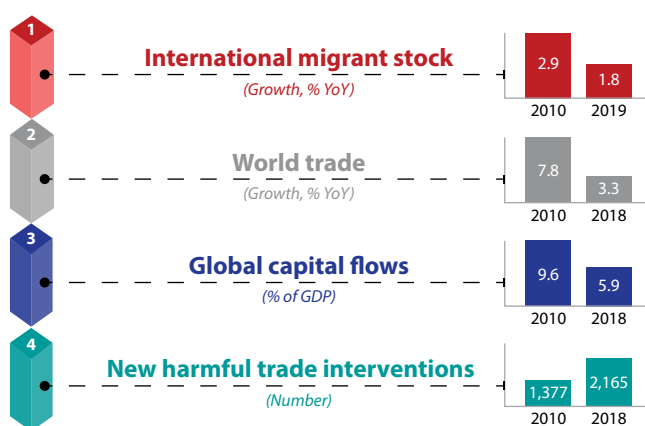 1
International migrant stock
(Growth, % YoY)
2.9
1.8
2010 2019
2
World trade
(Growth, % YoY)
7.8
3.3
2010 2018
3
Global capital flows
(% of GDP)
9.6
5.9
2010 2018
4
New harmful trade interventions
(Number)
1,377
2,165
2010 2018